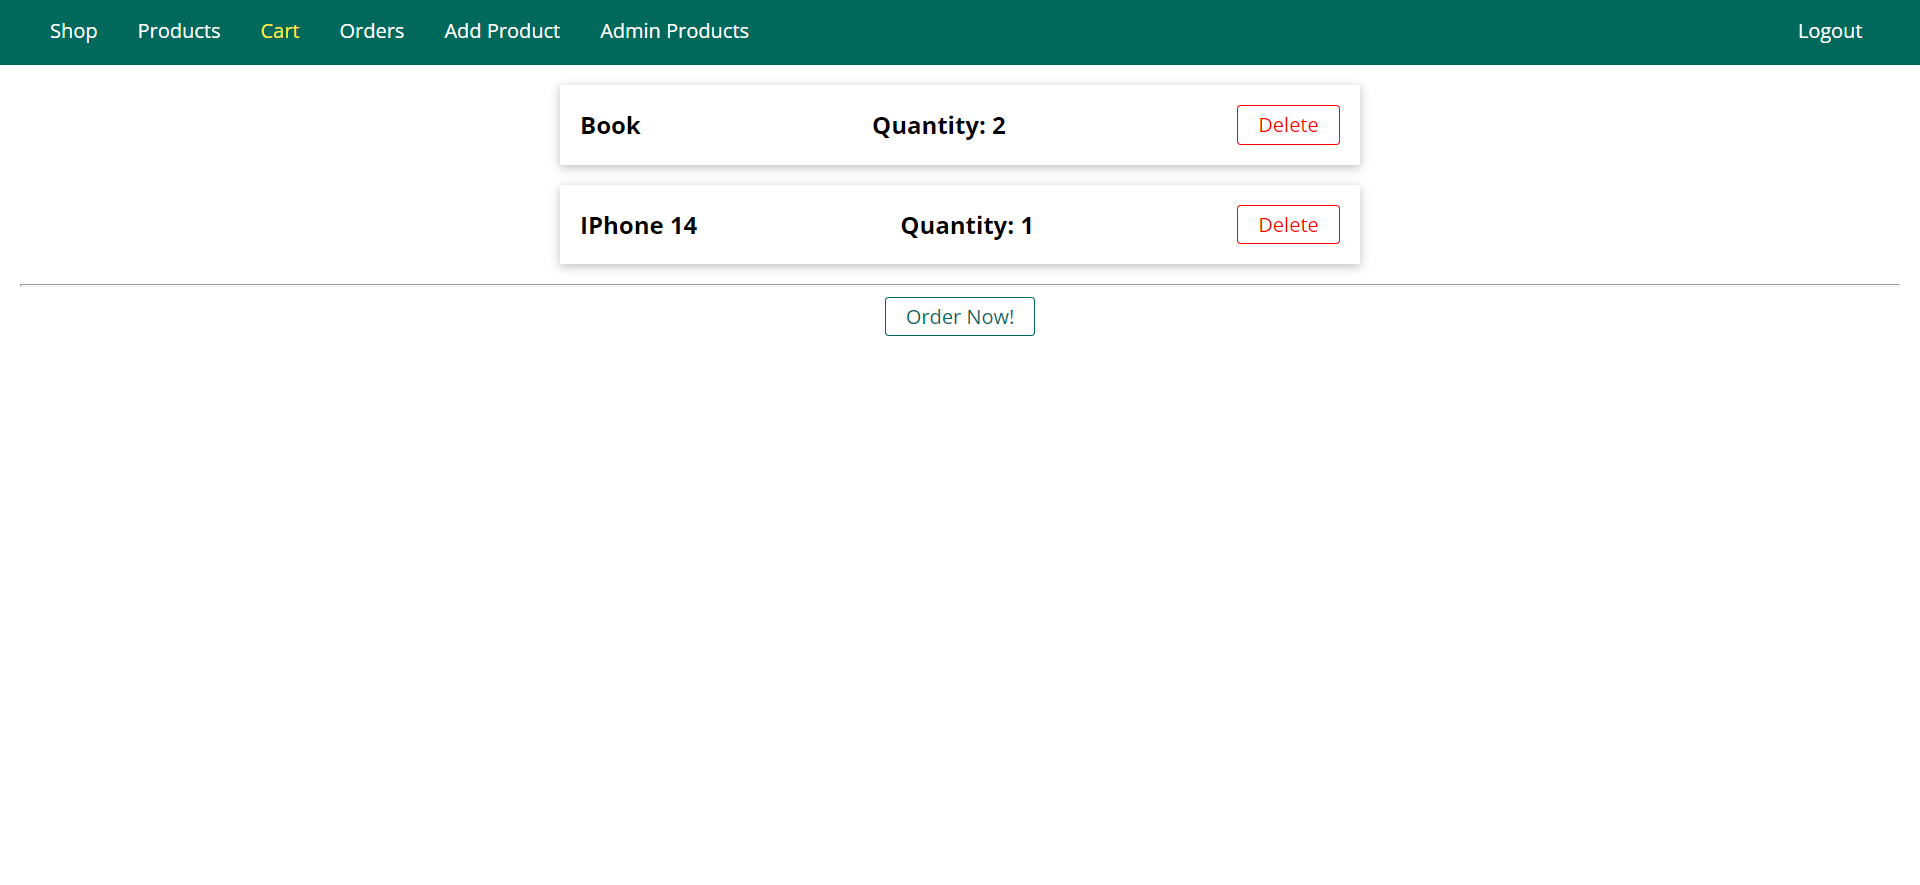 Shop Products Cart Orders Add Product Admin Products Logout
Book Quantity: 2 Delete
IPhone 14 Quantity: 1 Delete
Order Now!